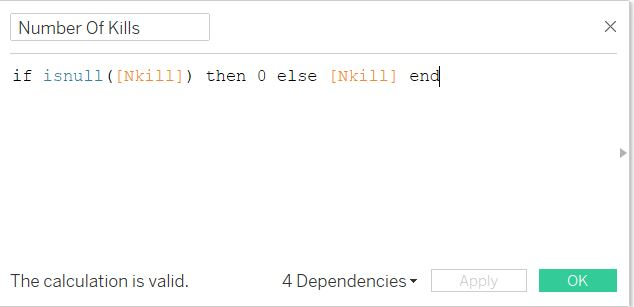 Number Of Kills
if isnull([Nkill]) then 0 else [Nkill] end
The calculation is valid. 4 Dependencies Apply OK